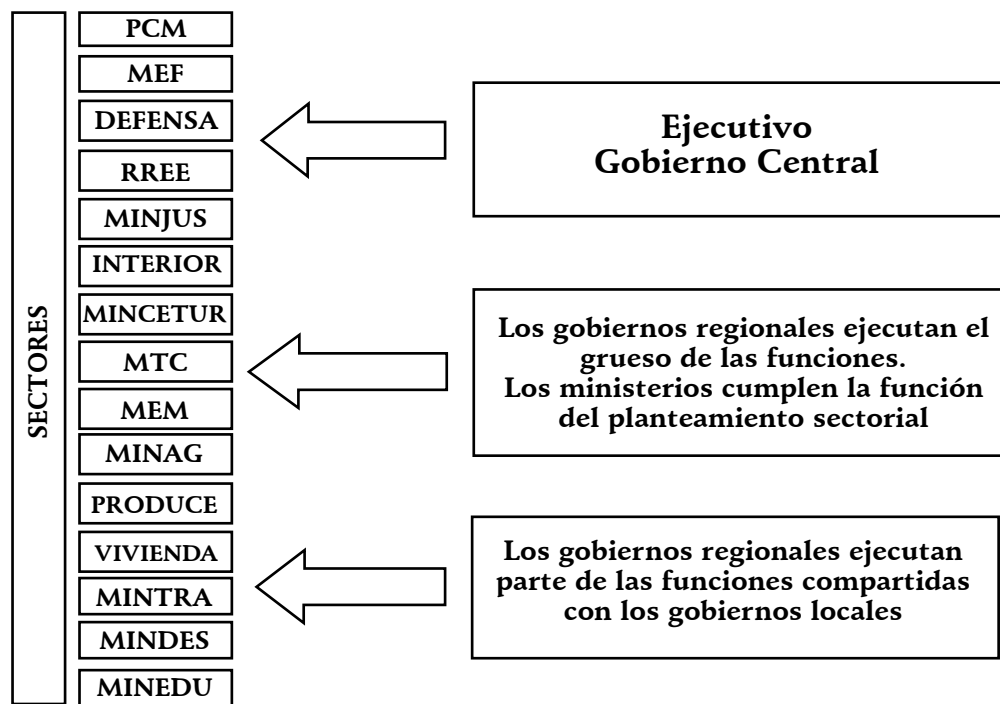 SECTORES
PCM
MEF
DEFENSA
RREE
MINJUS
INTERIOR
MINCETUR
MTC
MEM
MINAG
PRODUCE
VIVIENDA
MINTRA
MINDES
MINEDU
Ejecutivo
Gobierno Central
Los gobiernos regionales ejecutan el
grueso de las funciones.
Los ministerios cumplen la función
del planteamiento sectorial
Los gobiernos regionales ejecutan
parte de las funciones compartidas
con los gobiernos locales